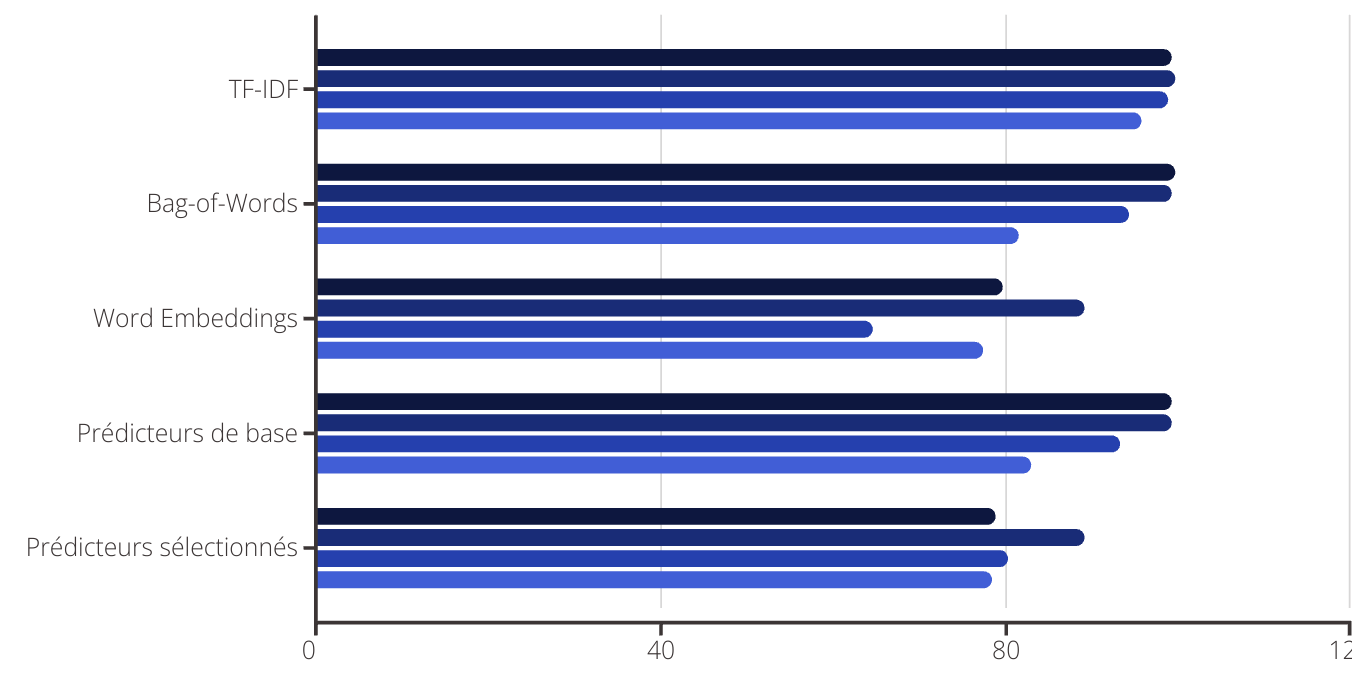 TF-IDF
Bag-of-Words
Word Embeddings
Prédicteurs de base
Prédicteurs sélectionnés
0 40 80